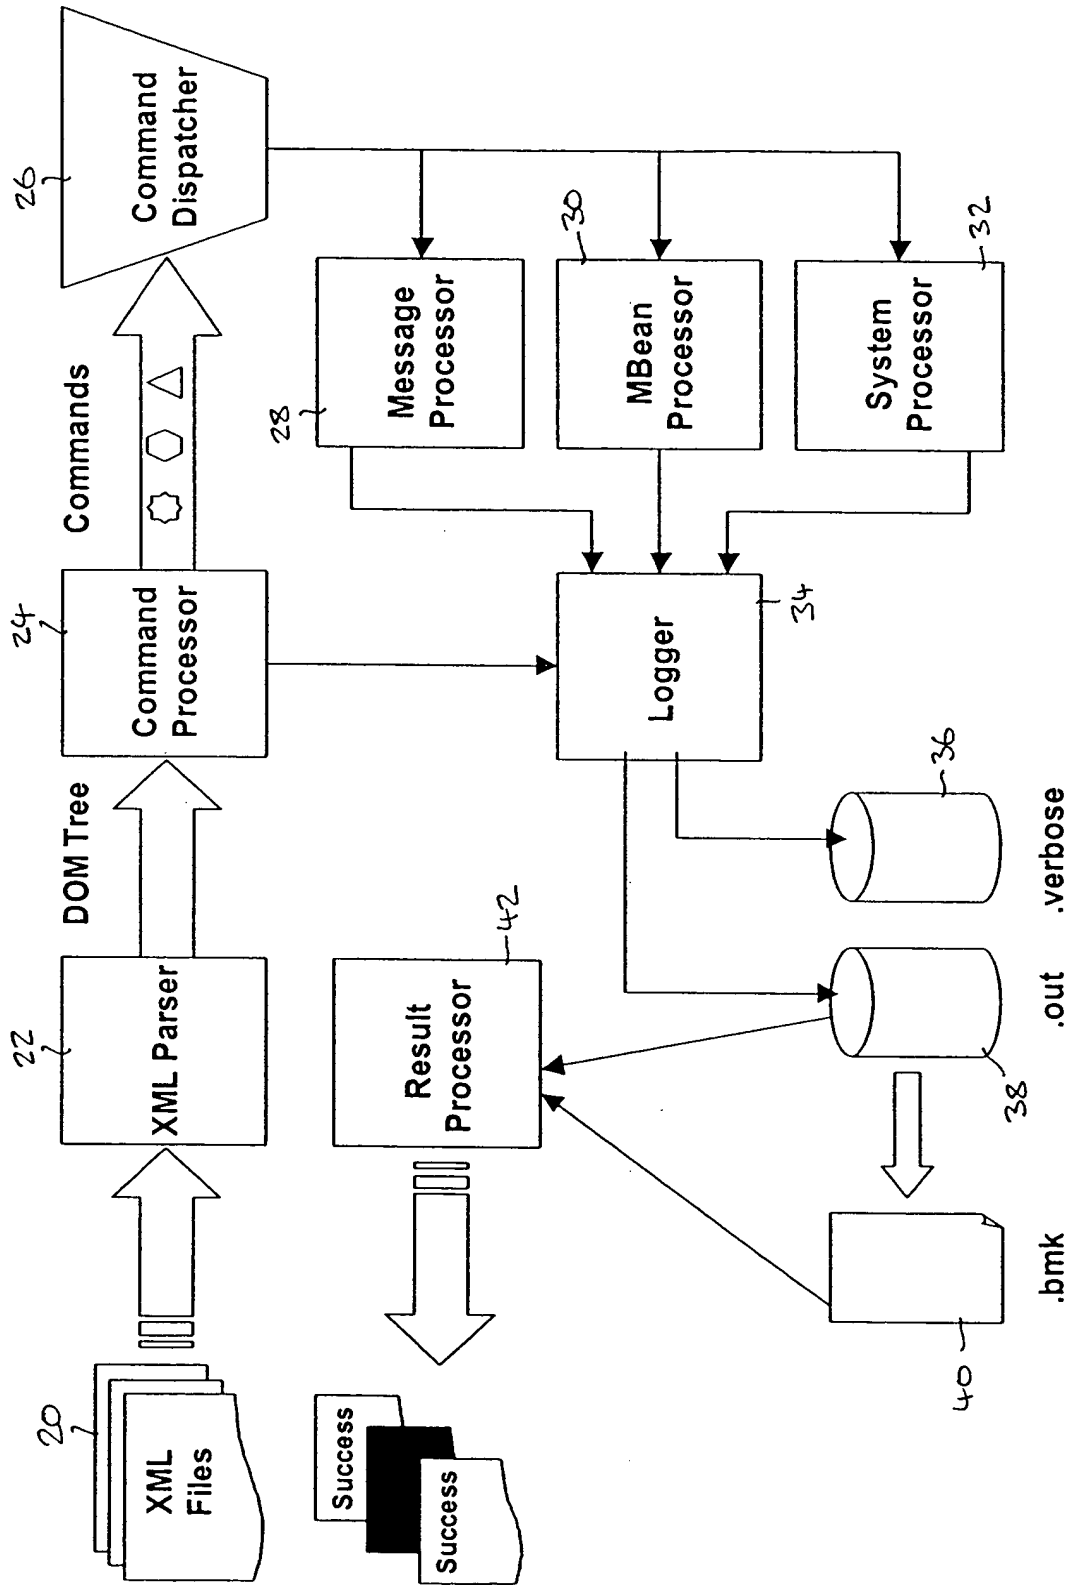 20
XML
Files
22
XML Parser
DOM Tree
24
Command
Processor
Commands
26
Command
Dispatcher
Success
Success
42
Result
Processor
28
Message
Processor
30
MBean
Processor
32
System
Processor
34
Logger
36
.verbose
38
.out
40
.bmk